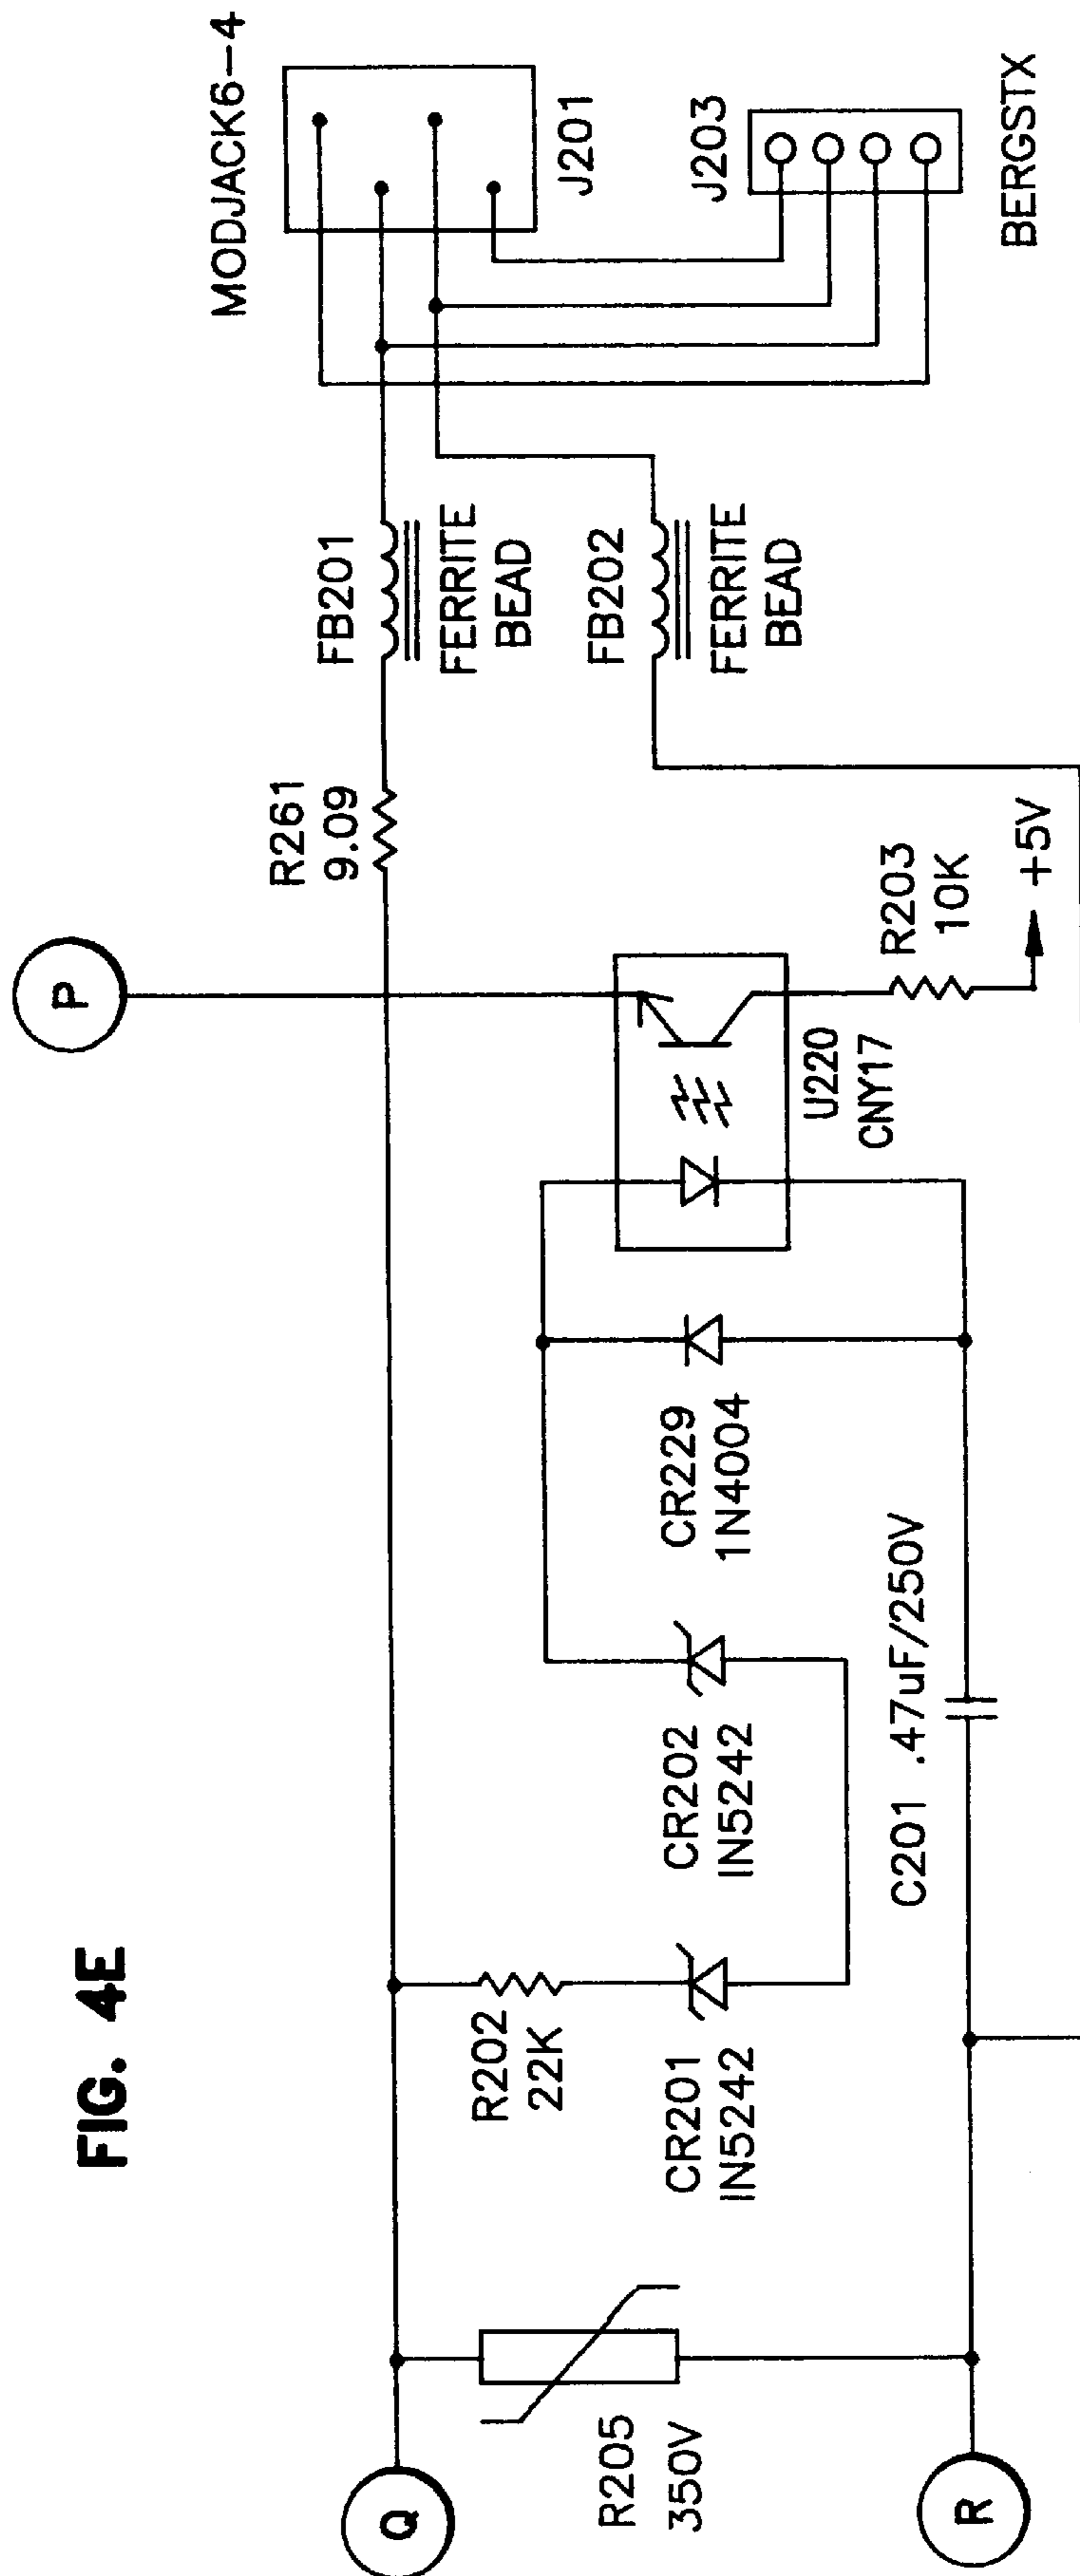 FIG. 4E
Q
R
R205
350V
R202
22K
CR201
IN5242
CR202
IN5242
C201 .47uF/250V
CR229
1N4004
U220
CNY17
P
R203
10K
+5V
R261
9.09
FB201
FERRITE
BEAD
FB202
FERRITE
BEAD
MODJACK6-4
J201
J203
BERGSTX